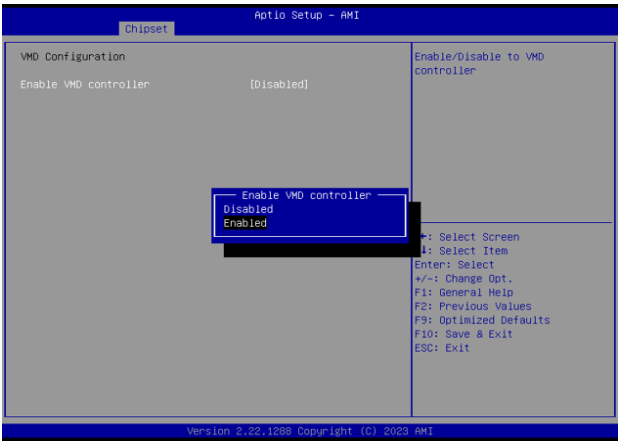 Aptio Setup – AMI
Chipset
VMD Configuration
Enable VMD controller [Disabled]
Enable/Disable to VMD
controller
Enable VMD controller
Disabled
Enabled
: Select Screen
: Select Item
Enter: Select
+/-: Change Opt.
F1: General Help
F2: Previous Values
F9: Optimized Defaults
F10: Save & Exit
ESC: Exit
Version 2.22.1288 Copyright (C) 2023 AMI